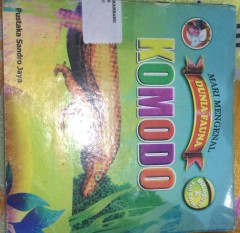 MARI MENGENAL
DUNIA FAUNA
KOMODO
Pustaka Sandro Jaya